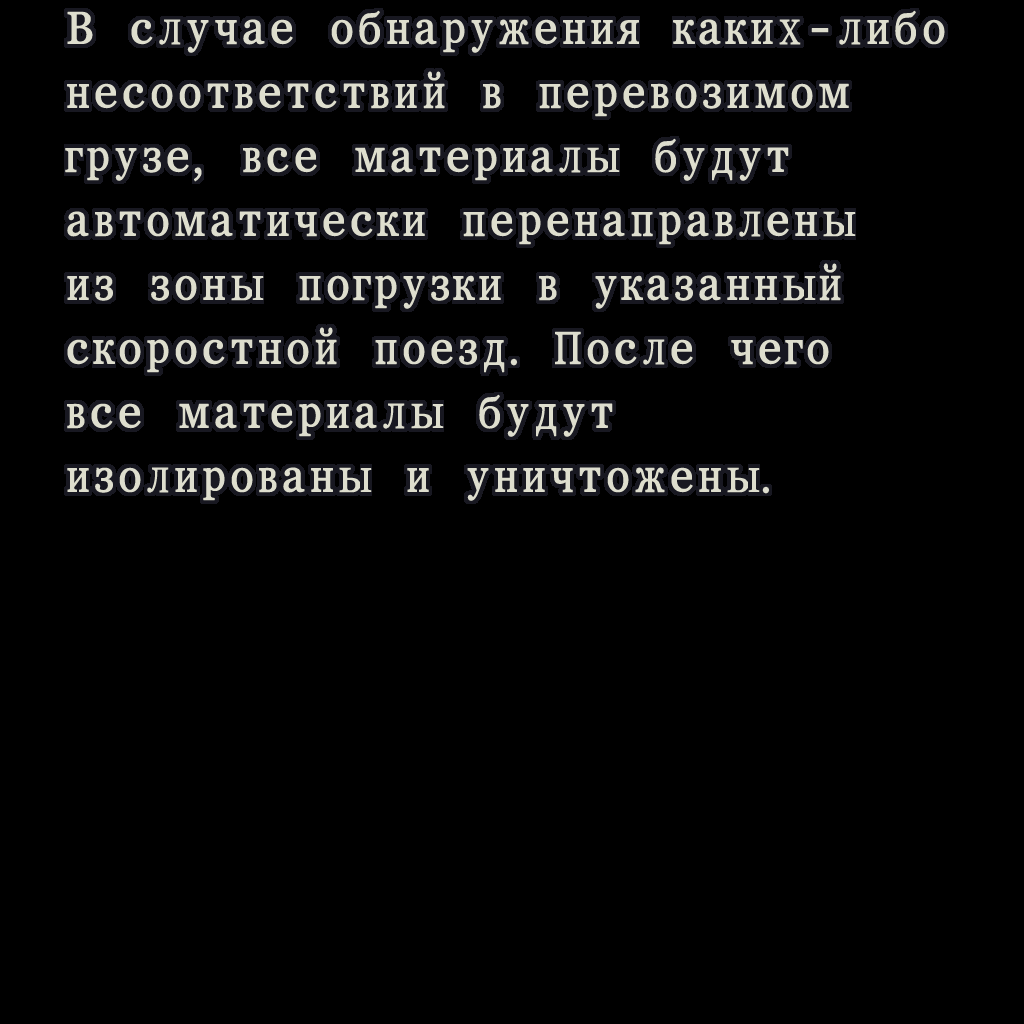 В случае обнаружения каких-либо
несоответствий в перевозимом
грузе, все материалы будут
автоматически перенаправлены
из зоны погрузки в указанный
скоростной поезд. После чего
все материалы будут
изолированы и уничтожены.